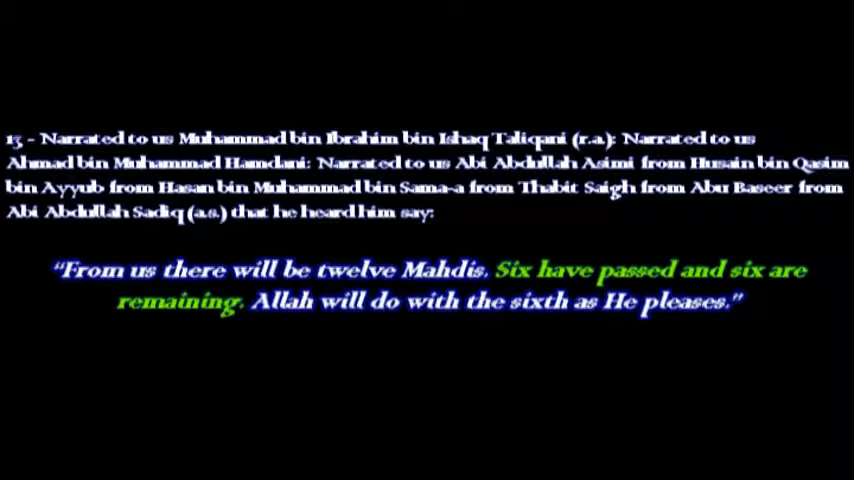 13 - Narrated to us Muhammad bin Ibrahim bin Ishaq Taliqani (r.a.): Narrated to us
Ahmad bin Muhammad Hamdani: Narrated to us Abi Abdullah Asimi from Husain bin Qasim
bin Ayyub from Hasan bin Muhammad bin Sama-a from Thabit Saigh from Abu Baseer from
Abi Abdullah Sadiq (a.s.) that he heard him say:
“From us there will be twelve Mahdis. Six have passed and six are
remaining. Allah will do with the sixth as He pleases.”